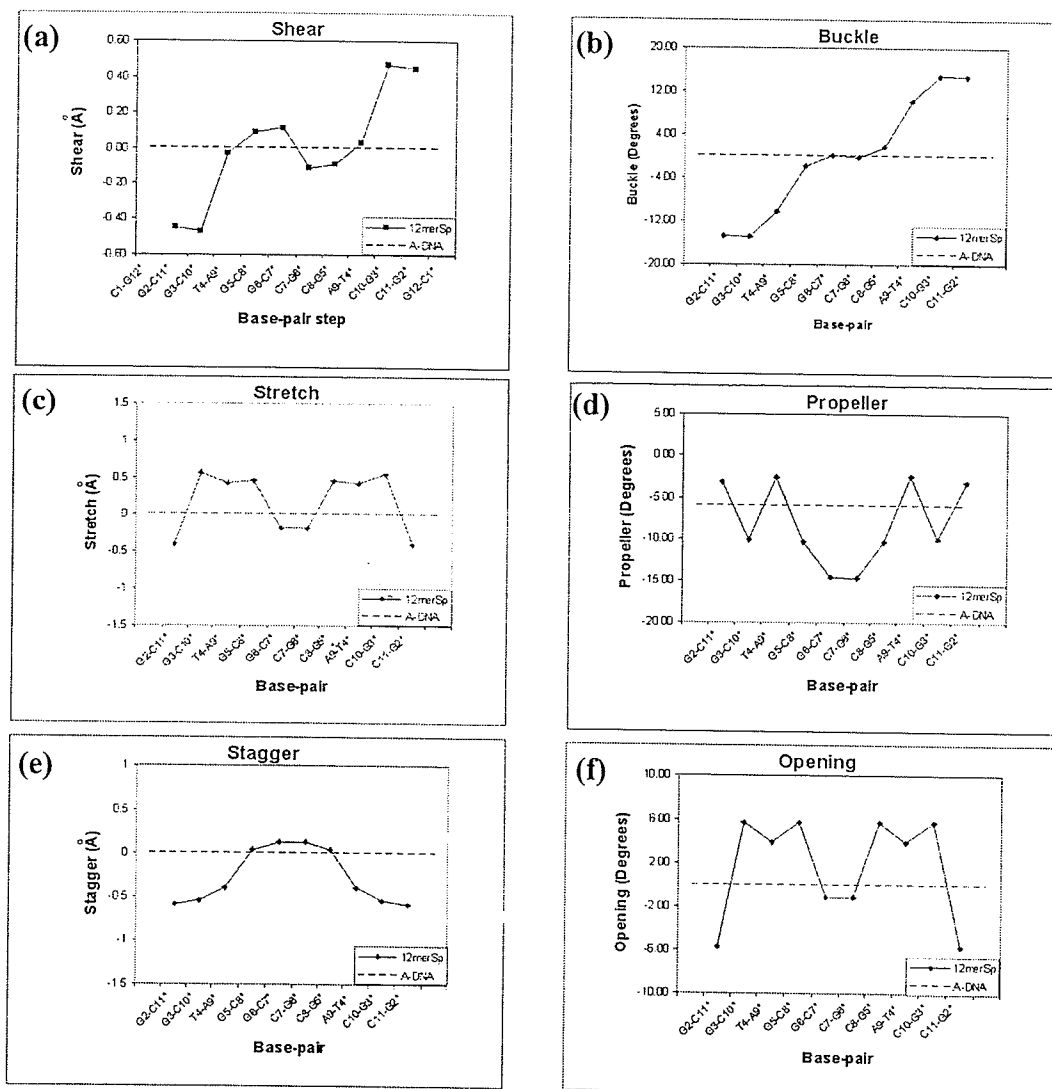 (a)
Shear
0.60
0.40
0.20
0.00
-0.20
-0.40
-0.60
Shear (Å)
12merSp
A-DNA
C1-G12*
G2-C11*
G3-C10*
T4-A9*
G5-C8*
G6-C7*
C7-G6*
C8-G5*
A9-T4*
C10-G3*
C11-G2*
G12-C1*
Base-pair step
(b)
Buckle
20.00
12.00
4.00
-4.00
-12.00
-20.00
Buckle (Degrees)
12merSp
A-DNA
G2-C11*
G3-C10*
T4-A9*
G5-C8*
G6-C7*
C7-G6*
C8-G5*
A9-T4*
C10-G3*
C11-G2*
Base-pair
(c)
Stretch
1.5
1
0.5
0
-0.5
-1
-1.5
Stretch (Å)
12merSp
A-DNA
G2-C11*
G3-C10*
T4-A9*
G5-C8*
G6-C7*
C7-G6*
C8-G5*
A9-T4*
C10-G3*
C11-G2*
Base-pair
(d)
Propeller
5.00
0.00
-5.00
-10.00
-15.00
-20.00
Propeller (Degrees)
12merSp
A-DNA
G2-C11*
G3-C10*
T4-A9*
G5-C8*
G6-C7*
C7-G6*
C8-G5*
A9-T4*
C10-G3*
C11-G2*
Base-pair
(e)
Stagger
1
0.5
0
-0.5
-1
-1.5
Stagger (Å)
12merSp
A-DNA
G2-C11*
G3-C10*
T4-A9*
G5-C8*
G6-C7*
C7-G6*
C8-G5*
A9-T4*
C10-G3*
C11-G2*
Base-pair
(f)
Opening
10.00
6.00
2.00
-2.00
-6.00
-10.00
Opening (Degrees)
12merSp
A-DNA
G2-C11*
G3-C10*
T4-A9*
G5-C8*
G6-C7*
C7-G6*
C8-G5*
A9-T4*
C10-G3*
C11-G2*
Base-pair